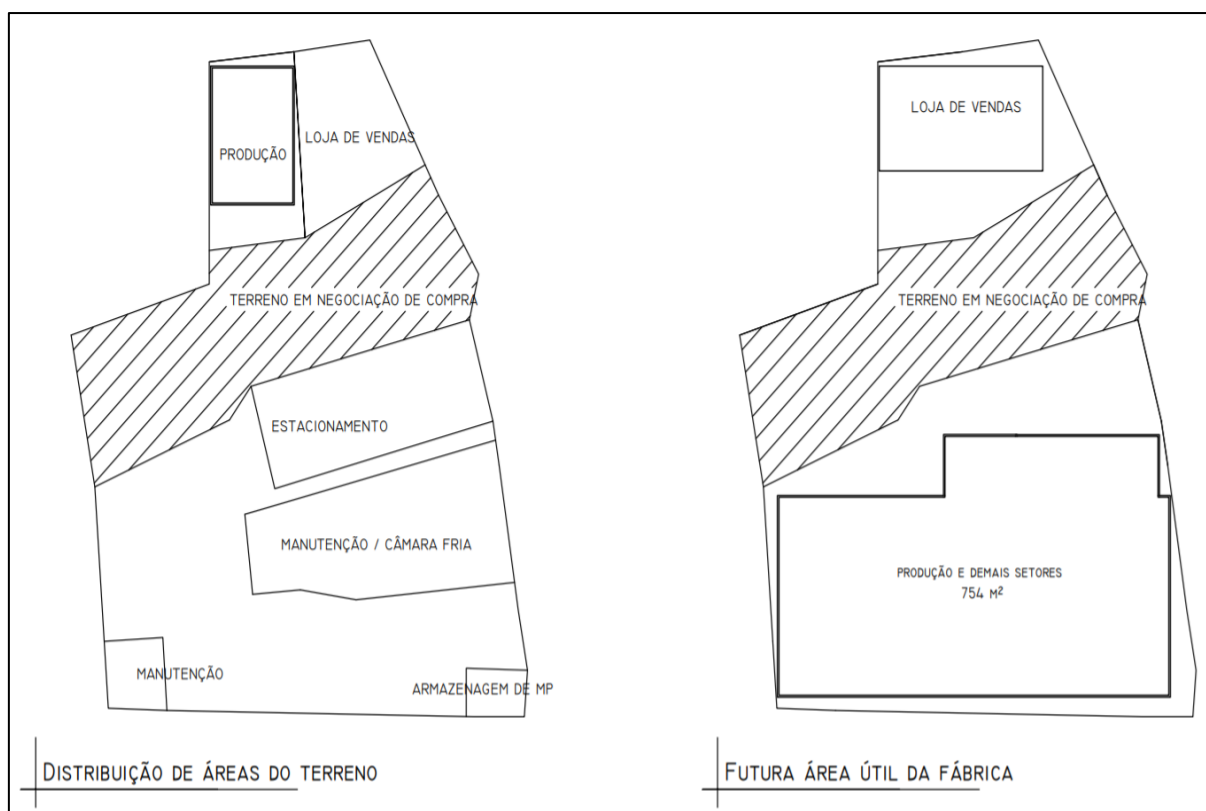 PRODUÇÃO
LOJA DE VENDAS
TERRENO EM NEGOCIAÇÃO DE COMPRA
ESTACIONAMENTO
MANUTENÇÃO / CÂMARA FRIA
MANUTENÇÃO
ARMAZENAGEM DE MP
DISTRIBUIÇÃO DE ÁREAS DO TERRENO
LOJA DE VENDAS
TERRENO EM NEGOCIAÇÃO DE COMPRA
PRODUÇÃO E DEMAIS SETORES
754 M²
FUTURA ÁREA ÚTIL DA FÁBRICA